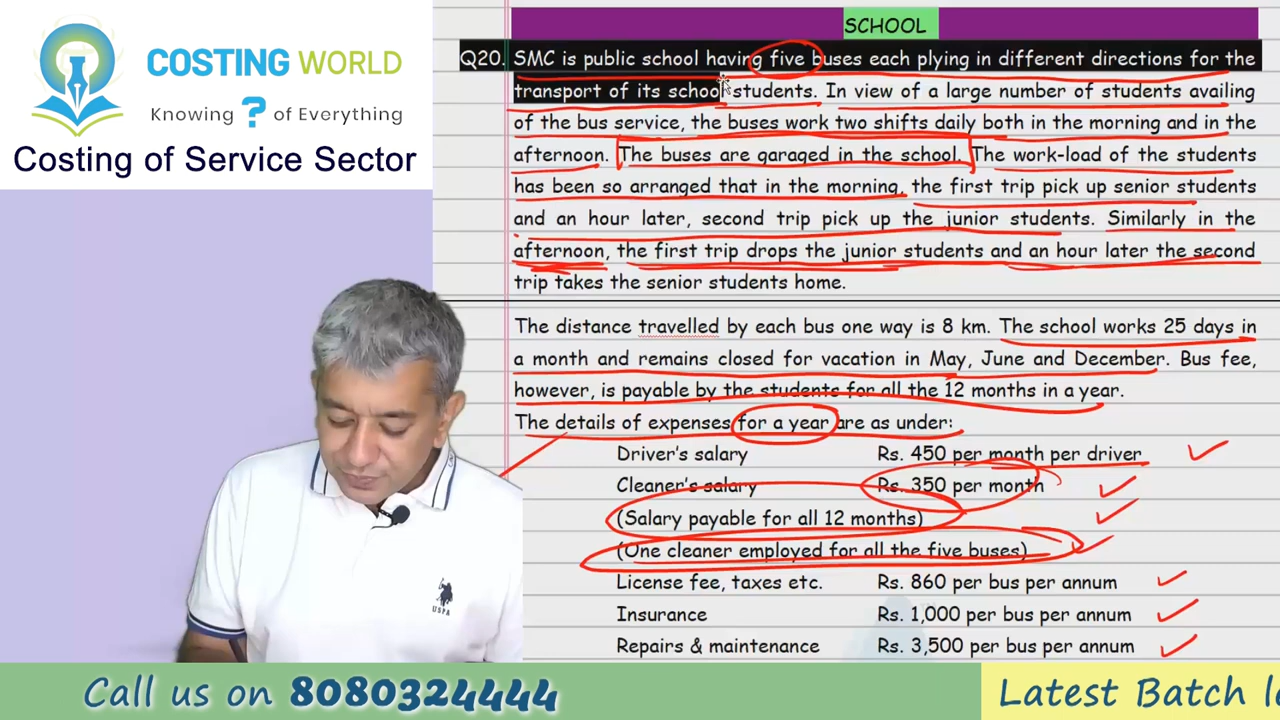 SCHOOL
COSTING WORLD
Knowing ? of Everything
Costing of Service Sector
Q20. SMC is public school having five buses each plying in different directions for the
transport of its school students. In view of a large number of students availing
of the bus service, the buses work two shifts daily both in the morning and in the
afternoon. The buses are garaged in the school. The work-load of the students
has been so arranged that in the morning, the first trip pick up senior students
and an hour later, second trip pick up the junior students. Similarly in the
afternoon, the first trip drops the junior students and an hour later the second
trip takes the senior students home.
The distance travelled by each bus one way is 8 km. The school works 25 days in
a month and remains closed for vacation in May, June and December. Bus fee,
however, is payable by the students for all the 12 months in a year.
The details of expenses for a year are as under:
Driver's salary Rs. 450 per month per driver
Cleaner's salary Rs. 350 per month
(Salary payable for all 12 months)
(One cleaner employed for all the five buses)
License fee, taxes etc. Rs. 860 per bus per annum
Insurance Rs. 1,000 per bus per annum
Repairs & maintenance Rs. 3,500 per bus per annum
USPA
Call us on 8080324444
Latest Batch